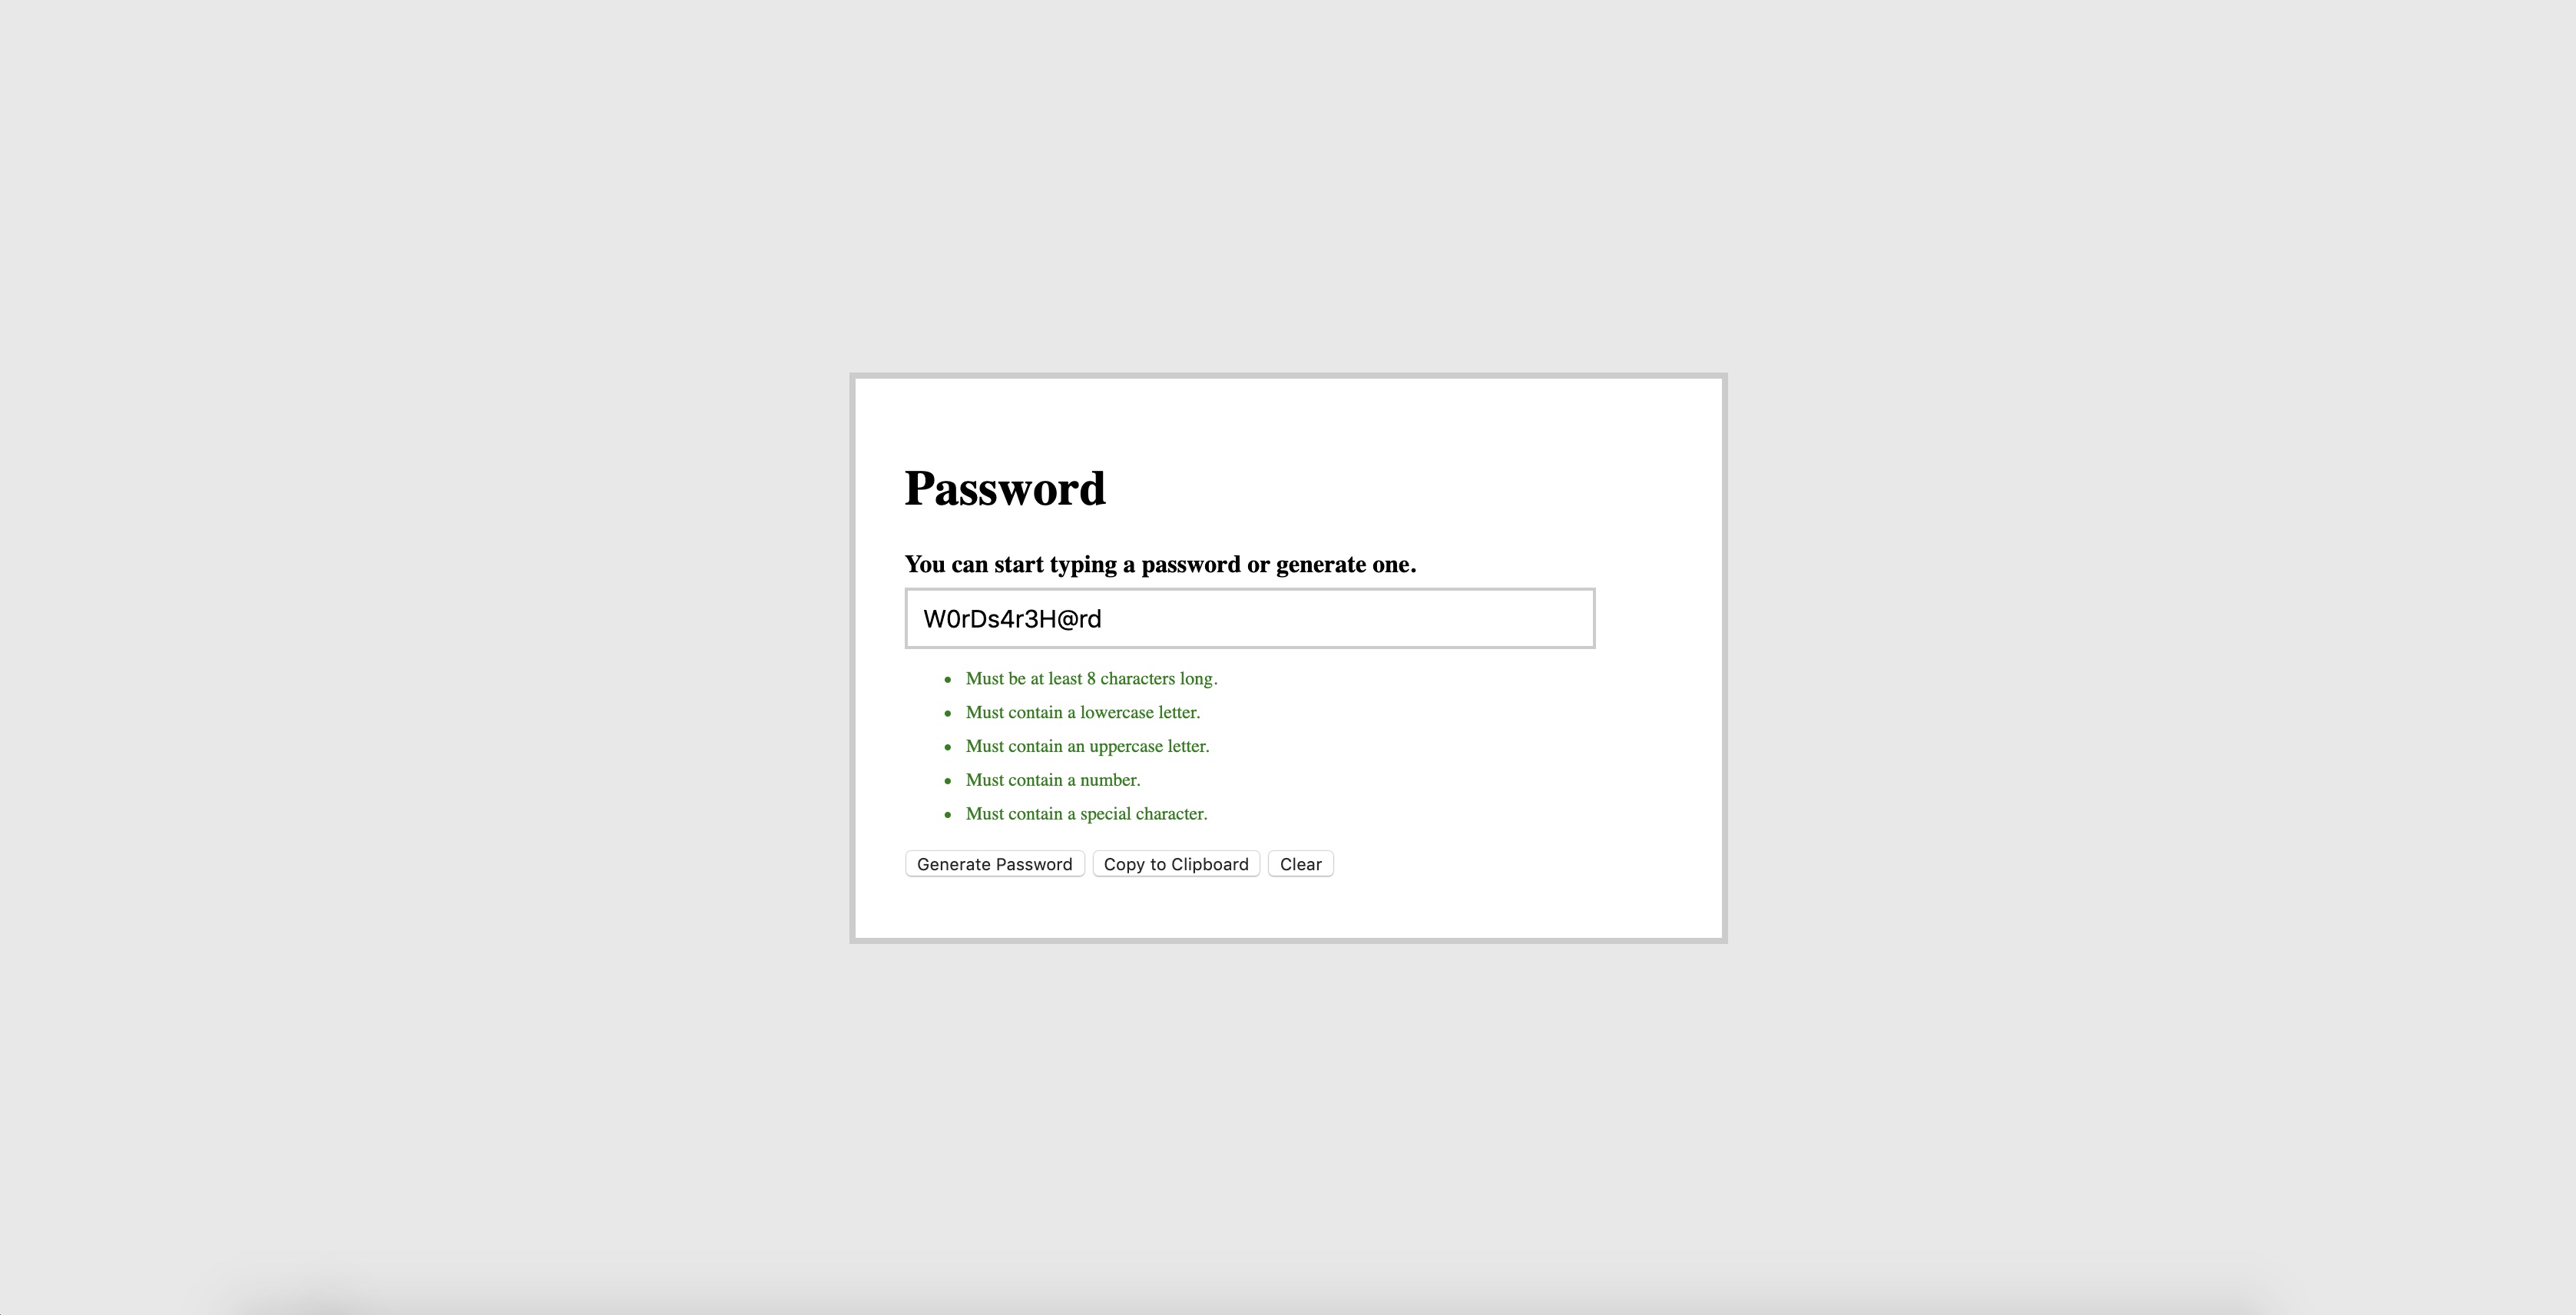 Password
You can start typing a password or generate one.
W0rDs4r3H@rd
Must be at least 8 characters long.
Must contain a lowercase letter.
Must contain an uppercase letter.
Must contain a number.
Must contain a special character.
Generate Password Copy to Clipboard Clear